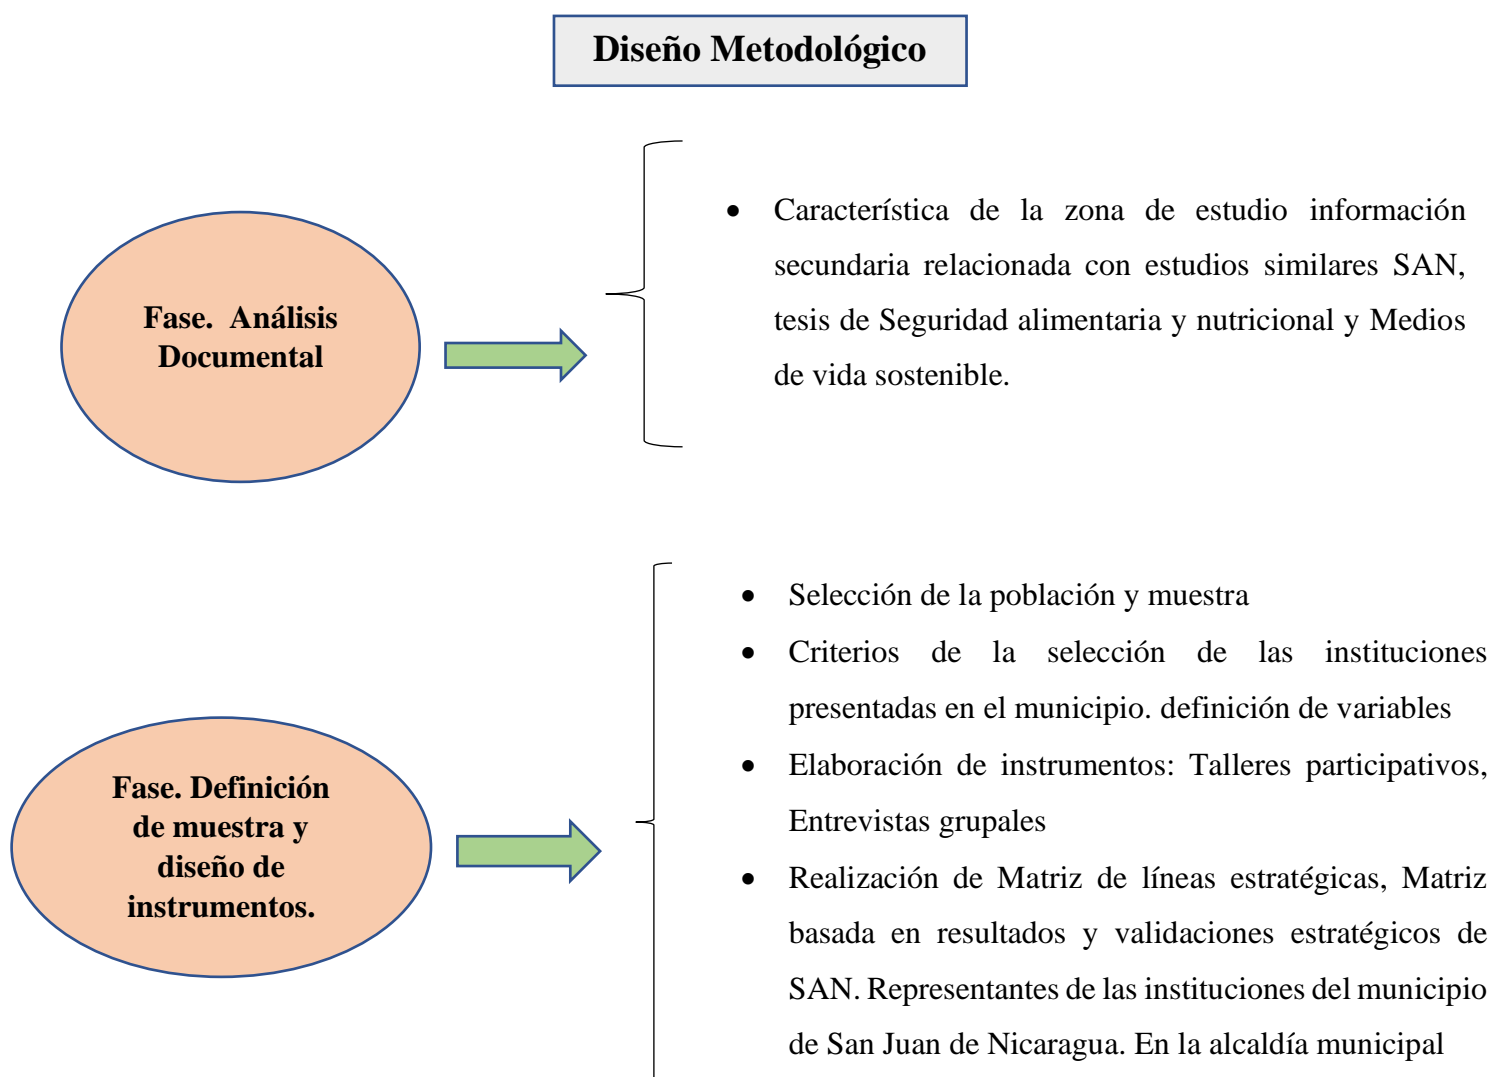 Diseño Metodológico
Fase. Análisis
Documental
• Característica de la zona de estudio información
secundaria relacionada con estudios similares SAN,
tesis de Seguridad alimentaria y nutricional y Medios
de vida sostenible.
Fase. Definición
de muestra y
diseño de
instrumentos.
• Selección de la población y muestra
• Criterios de la selección de las instituciones
presentadas en el municipio. definición de variables
• Elaboración de instrumentos: Talleres participativos,
Entrevistas grupales
• Realización de Matriz de líneas estratégicas, Matriz
basada en resultados y validaciones estratégicos de
SAN. Representantes de las instituciones del municipio
de San Juan de Nicaragua. En la alcaldía municipal